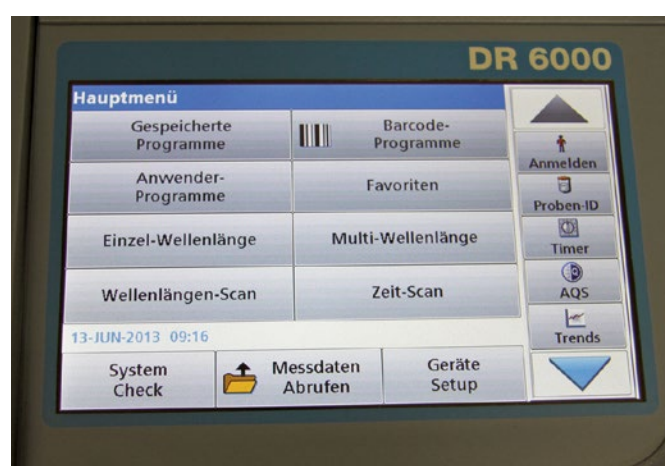 DR 6000
Hauptmenü
Gespeicherte
Programme
Barcode-
Programme
Anwender-
Programme
Favoriten
Einzel-Wellenlänge
Multi-Wellenlänge
Wellenlängen-Scan
Zeit-Scan
13-JUN-2013 09:16
System
Check
Messdaten
Abrufen
Geräte
Setup
Anmelden
Proben-ID
Timer
AQS
Trends